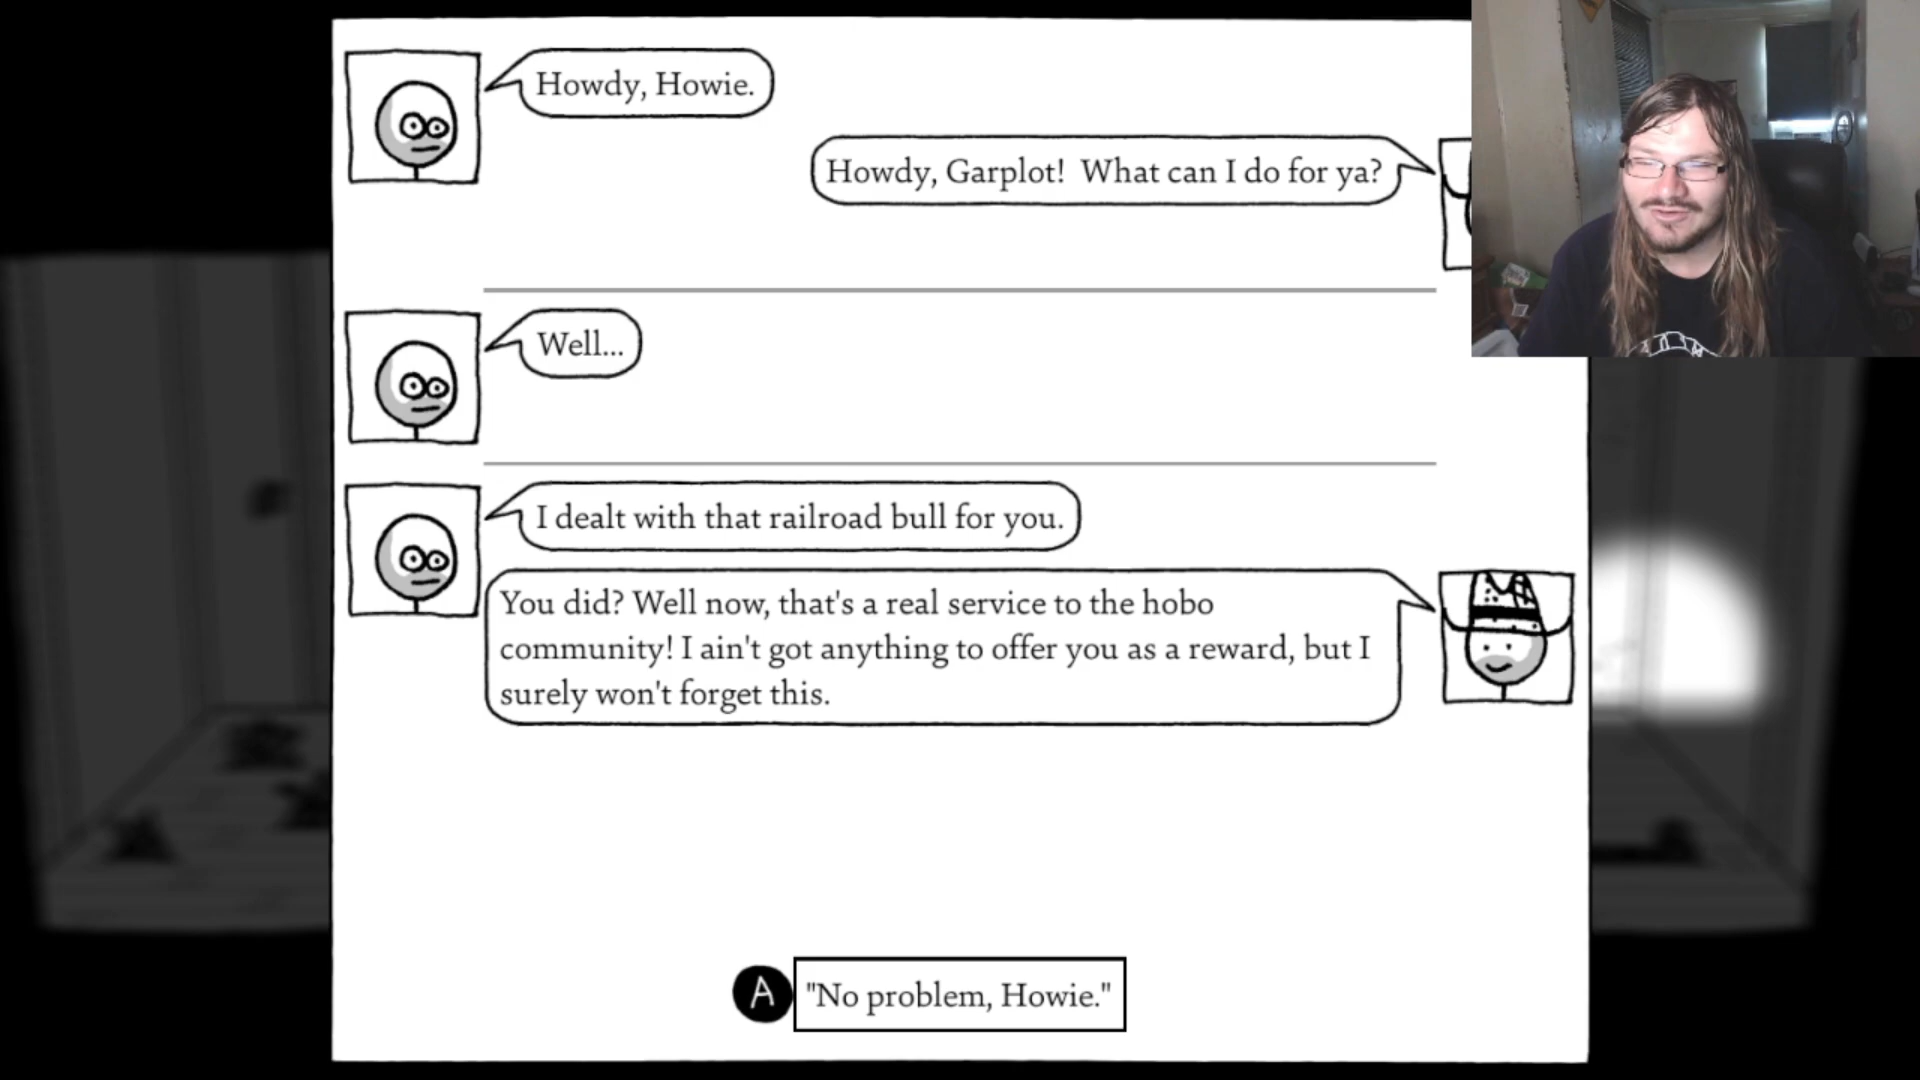 Howdy, Howie.
Howdy, Garplot!  What can I do for ya?
Well...
I dealt with that railroad bull for you.
You did? Well now, that's a real service to the hobo
community! I ain't got anything to offer you as a reward, but I
surely won't forget this.
A "No problem, Howie."